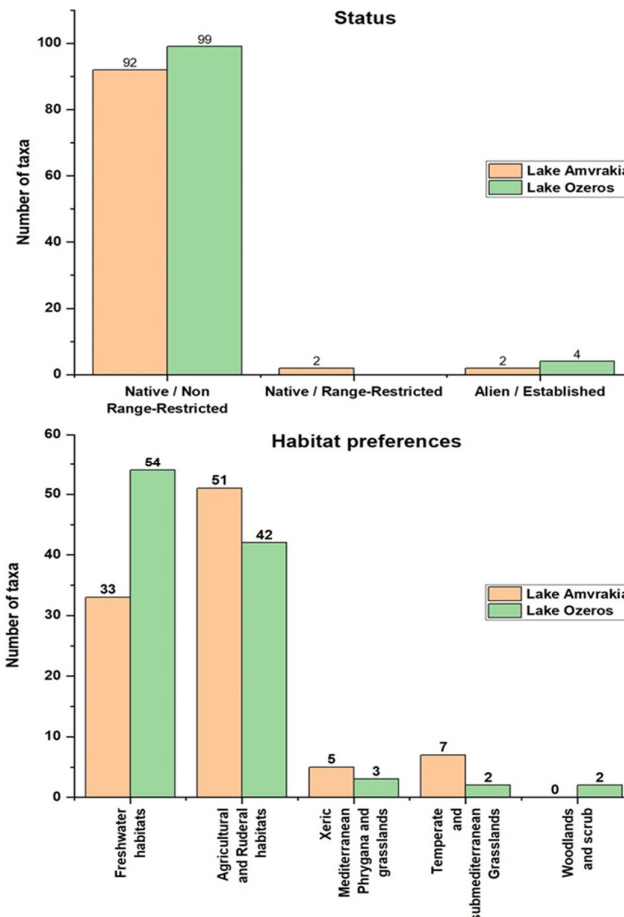 Status
Number of taxa
100
80
60
40
20
0
92
99
2
2
4
Lake Amvrakia
Lake Ozeros
Native / Non
Range-Restricted
Native / Range-Restricted
Alien / Established
Habitat preferences
Number of taxa
60
50
40
30
20
10
0
33
54
51
42
5
3
7
2
0
2
Lake Amvrakia
Lake Ozeros
Freshwater
habitats
Agricultural
and Ruderal
habitats
Xeric
Mediterranean
Phrygana and
grasslands
Temperate
and
submediterranean
Grasslands
Woodlands
and scrub